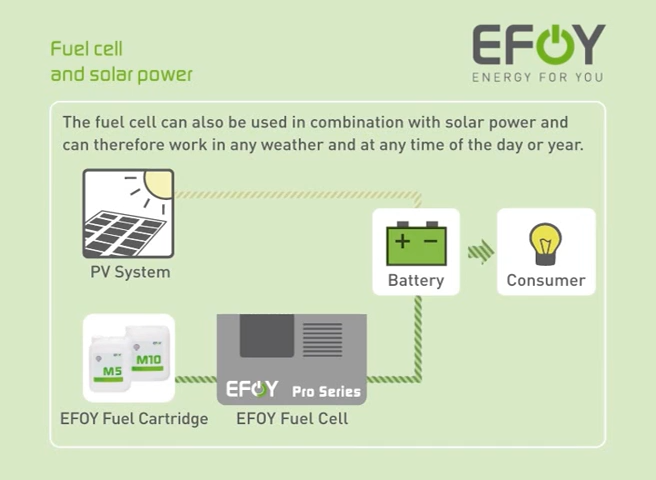 Fuel cell
and solar power
EFOY
ENERGY FOR YOU
The fuel cell can also be used in combination with solar power and
can therefore work in any weather and at any time of the day or year.
PV System
Battery
Consumer
M5
M10
EFOY Pro Series
EFOY Fuel Cartridge
EFOY Fuel Cell